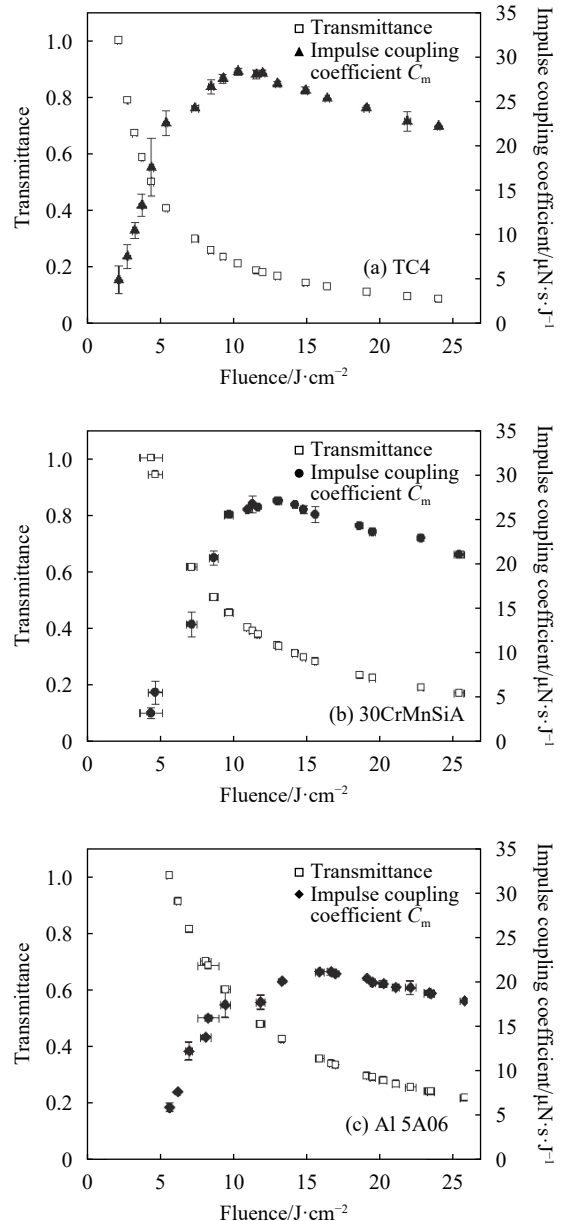 1.0
0.8
0.6
0.4
0.2
0
Transmittance
Transmittance
Impulse coupling
coefficient Cm
(a) TC4
35
30
25
20
15
10
5
0
Impulse coupling coefficient/μN·s·J⁻¹
0 5 10 15 20 25
Fluence/J·cm⁻²
1.0
0.8
0.6
0.4
0.2
0
Transmittance
Transmittance
Impulse coupling
coefficient Cm
(b) 30CrMnSiA
35
30
25
20
15
10
5
0
Impulse coupling coefficient/μN·s·J⁻¹
0 5 10 15 20 25
Fluence/J·cm⁻²
1.0
0.8
0.6
0.4
0.2
0
Transmittance
Transmittance
Impulse coupling
coefficient Cm
(c) Al 5A06
35
30
25
20
15
10
5
0
Impulse coupling coefficient/μN·s·J⁻¹
0 5 10 15 20 25
Fluence/J·cm⁻²